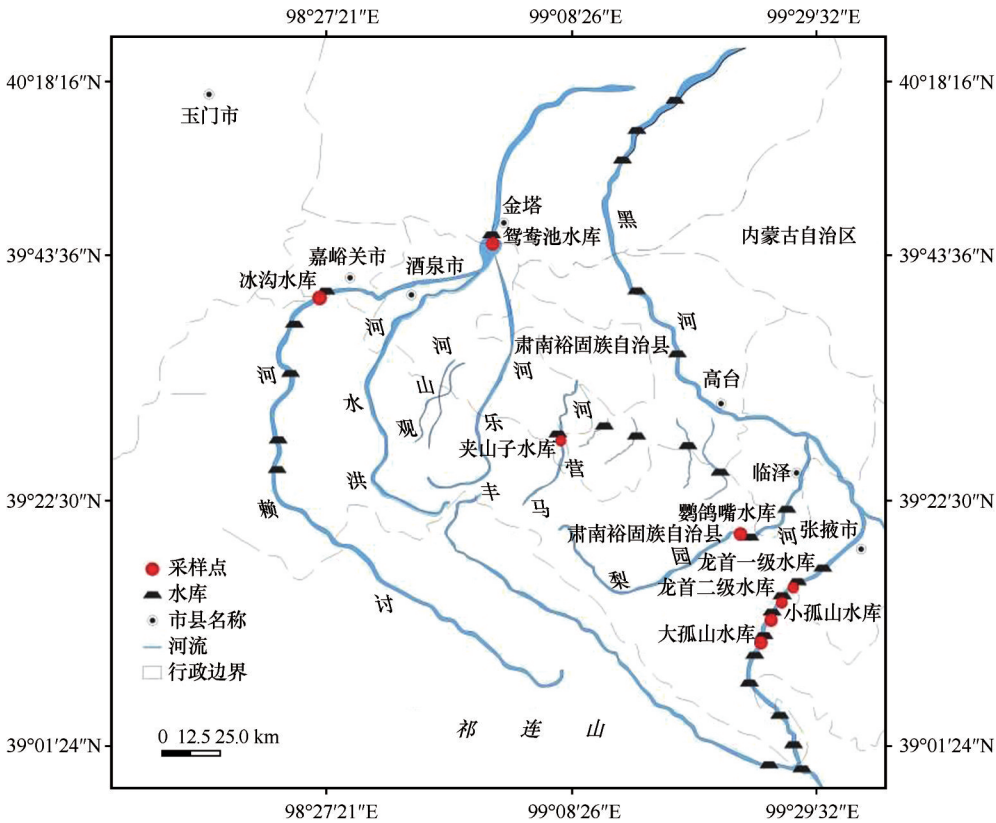 98°27′21″E
99°08′26″E
99°29′32″E
40°18′16″N
40°18′16″N
玉门市
金塔
鸳鸯池水库
黑
内蒙古自治区
39°43′36″N
39°43′36″N
嘉峪关市
酒泉市
冰沟水库
河
河
河
肃南裕固族自治县
河
河
山
高台
水
观
乐
河
夹山子水库
营
临泽
39°22′30″N
39°22′30″N
洪
丰
马
赖
鹦鸽嘴水库
肃南裕固族自治县
河
张掖市
园
龙首一级水库
梨
龙首二级水库
小孤山水库
大孤山水库
讨
采样点
水库
市县名称
河流
行政边界
祁 连 山
0 12.5 25.0 km
39°01′24″N
39°01′24″N
98°27′21″E
99°08′26″E
99°29′32″E